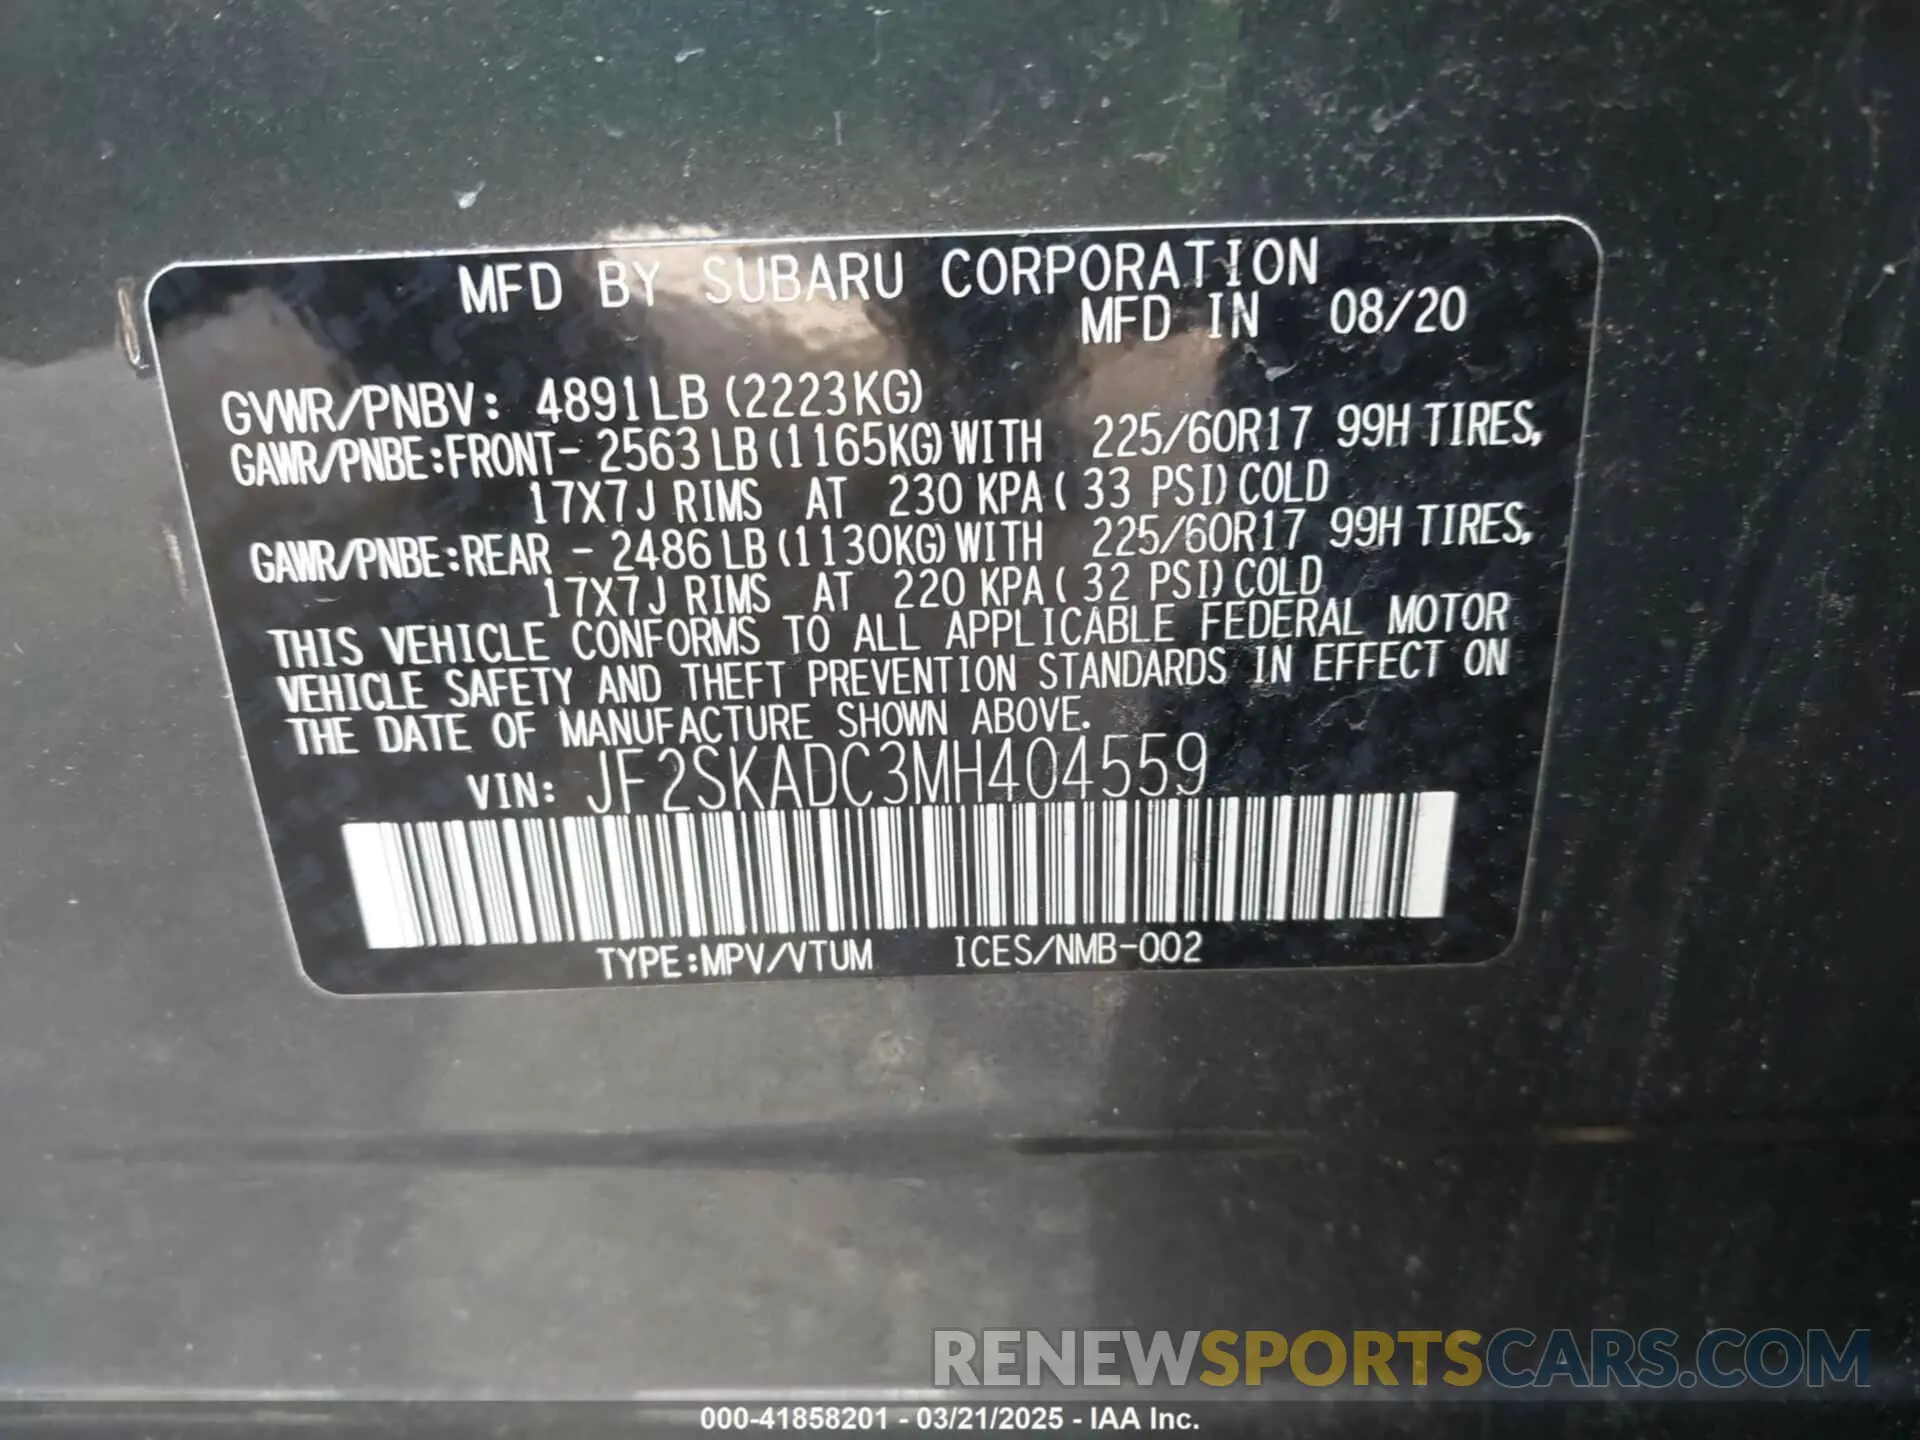 MFD BY SUBARU CORPORATION
MFD IN 08/20
GVWR/PNBV: 4891LB (2223KG)
GAWR/PNBE:FRONT- 2563 LB (1165KG) WITH 225/60R17 99H TIRES,
17X7J RIMS AT 230 KPA ( 33 PSI) COLD
GAWR/PNBE:REAR - 2486 LB (1130KG) WITH 225/60R17 99H TIRES,
17X7J RIMS AT 220 KPA ( 32 PSI) COLD
THIS VEHICLE CONFORMS TO ALL APPLICABLE FEDERAL MOTOR
VEHICLE SAFETY AND THEFT PREVENTION STANDARDS IN EFFECT ON
THE DATE OF MANUFACTURE SHOWN ABOVE.
VIN: JF2SKADC3MH404559
TYPE:MPV/VTUM ICES/NMB-002
RENEWSPORTSCARS.COM
000-41858201 - 03/21/2025 - IAA Inc.